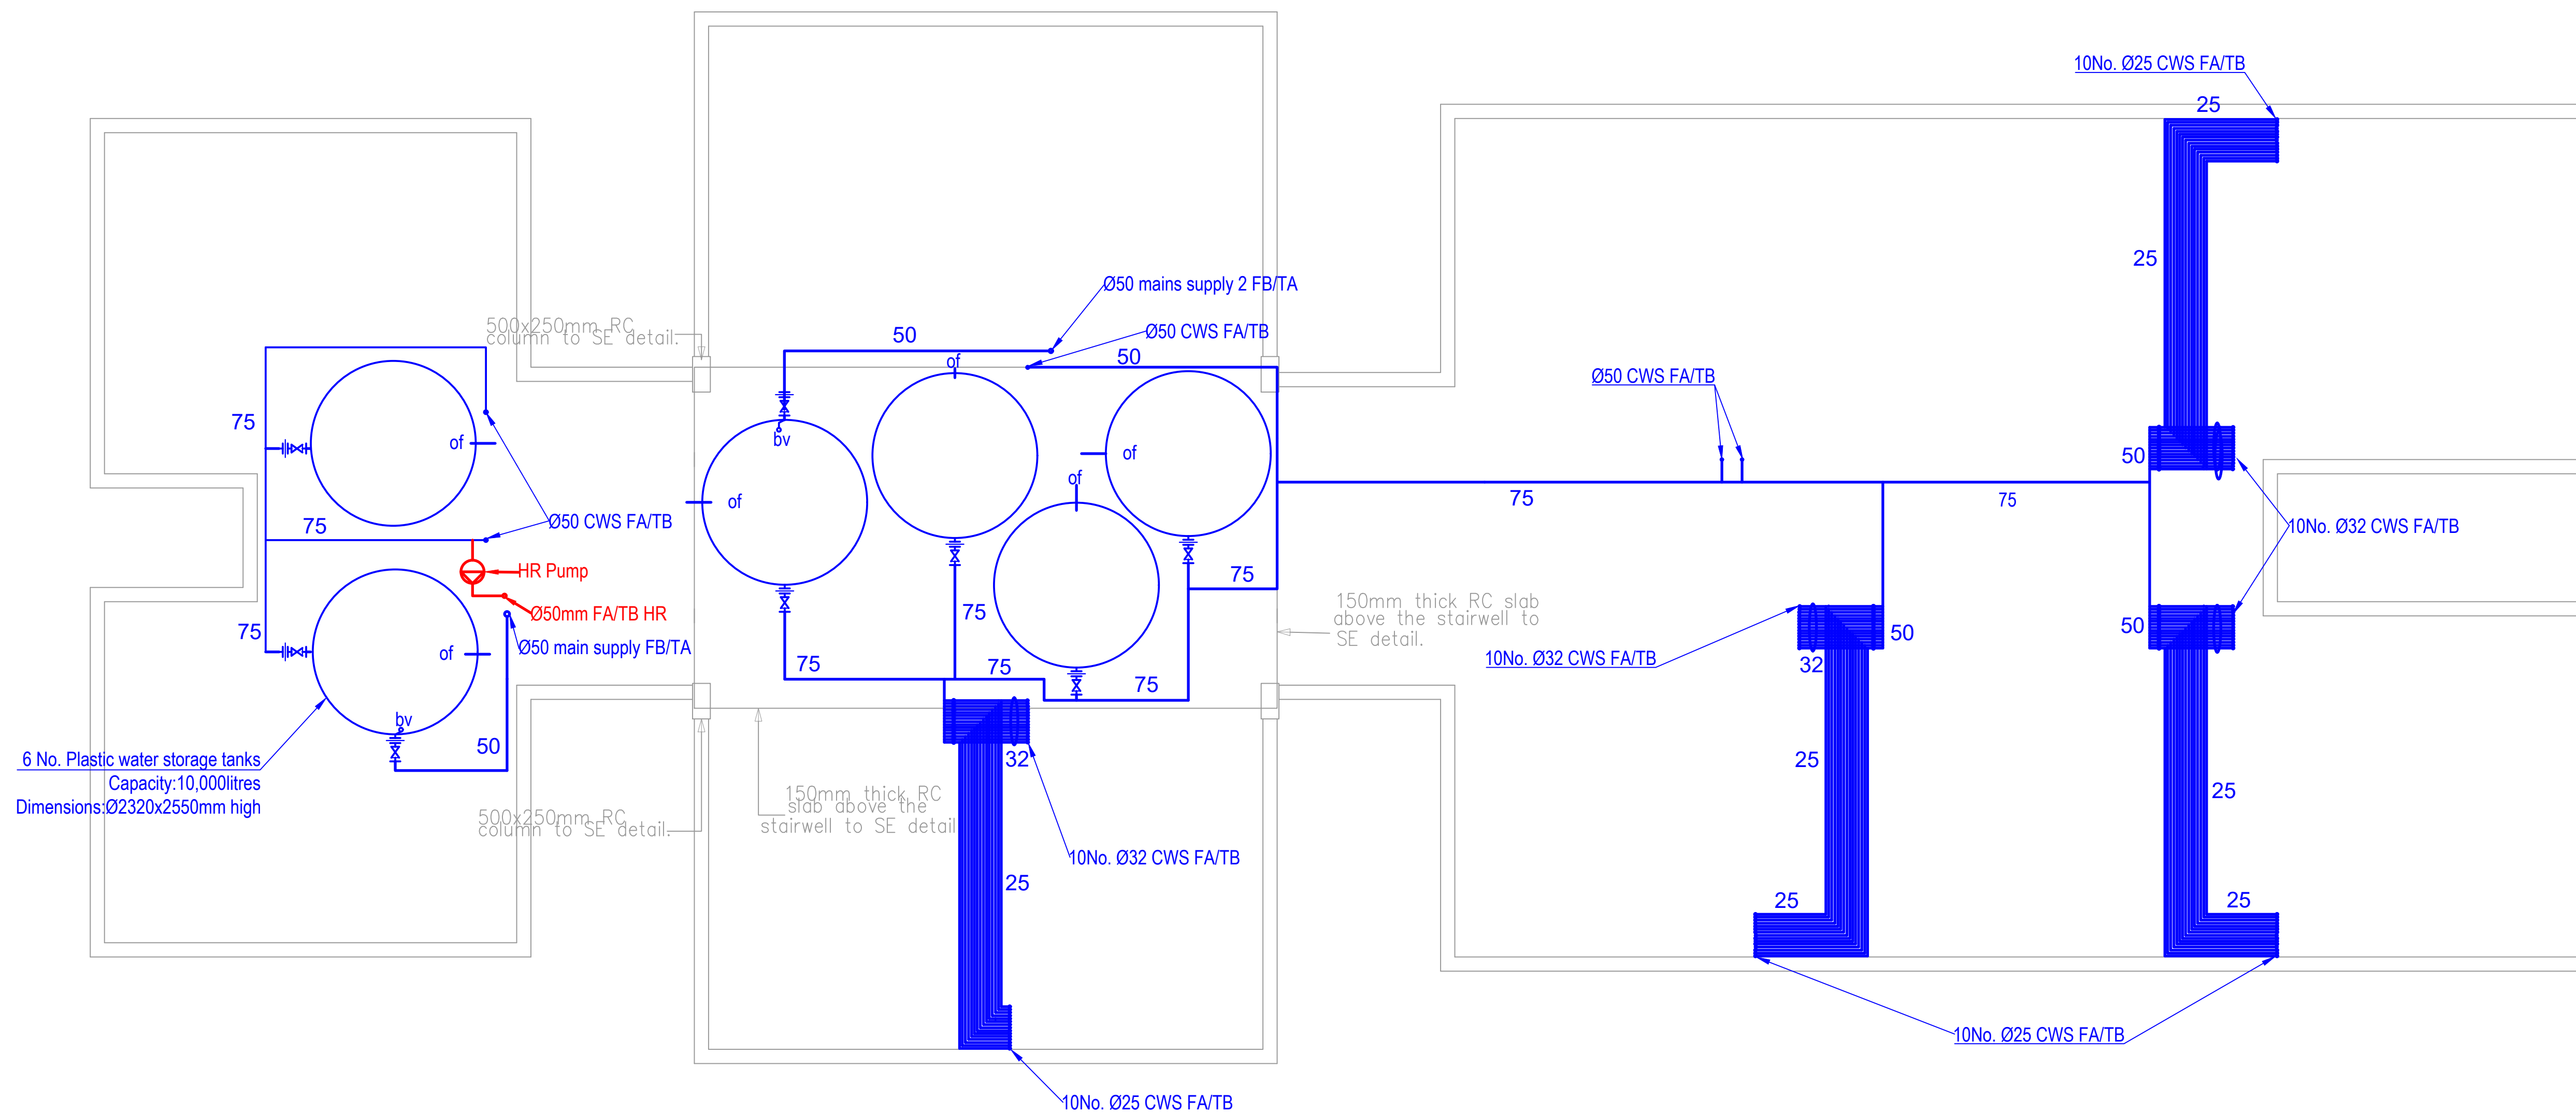 10No. Ø25 CWS FA/TB
25
25
Ø50 mains supply 2 FB/TA
500x250mm RC
column to SE detail.
50
Ø50 CWS FA/TB
50
of
Ø50 CWS FA/TB
75
of
bv
of
of
50
of
75
75
75
Ø50 CWS FA/TB
75
10No. Ø32 CWS FA/TB
HR Pump
75
Ø50mm FA/TB HR
150mm thick RC slab
above the stairwell to
SE detail.
75
50
50
75
of
Ø50 main supply FB/TA
10No. Ø32 CWS FA/TB
32
75
75
75
bv
50
32
6 No. Plastic water storage tanks
Capacity:10,000litres
Dimensions:Ø2320x2550mm high
25
25
150mm thick RC
slab above the
stairwell to SE detail
500x250mm RC
column to SE detail.
10No. Ø32 CWS FA/TB
25
25
25
10No. Ø25 CWS FA/TB
10No. Ø25 CWS FA/TB